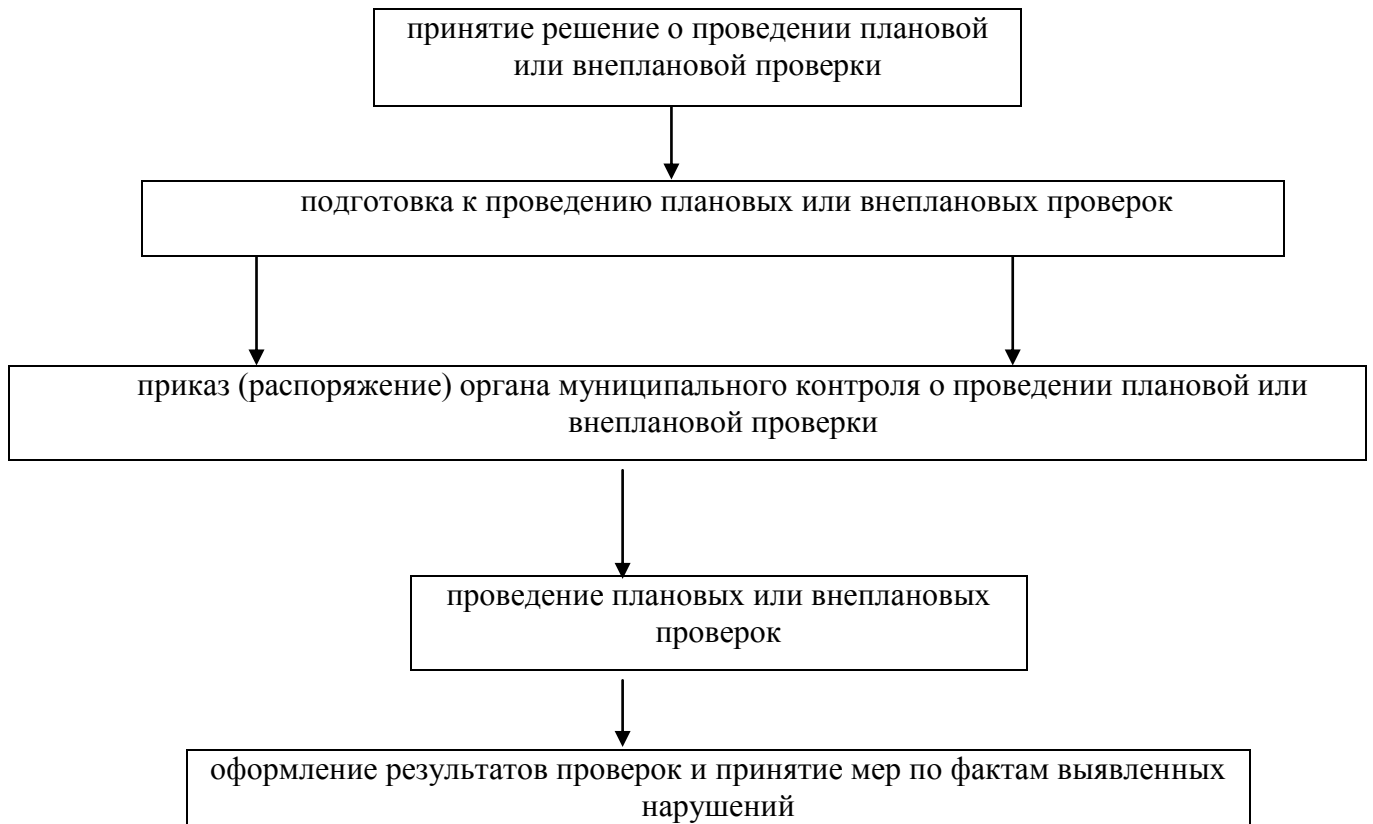 принятие решение о проведении плановой
или внеплановой проверки
подготовка к проведению плановых или внеплановых проверок
приказ (распоряжение) органа муниципального контроля о проведении плановой или
внеплановой проверки
проведение плановых или внеплановых
проверок
оформление результатов проверок и принятие мер по фактам выявленных
нарушений